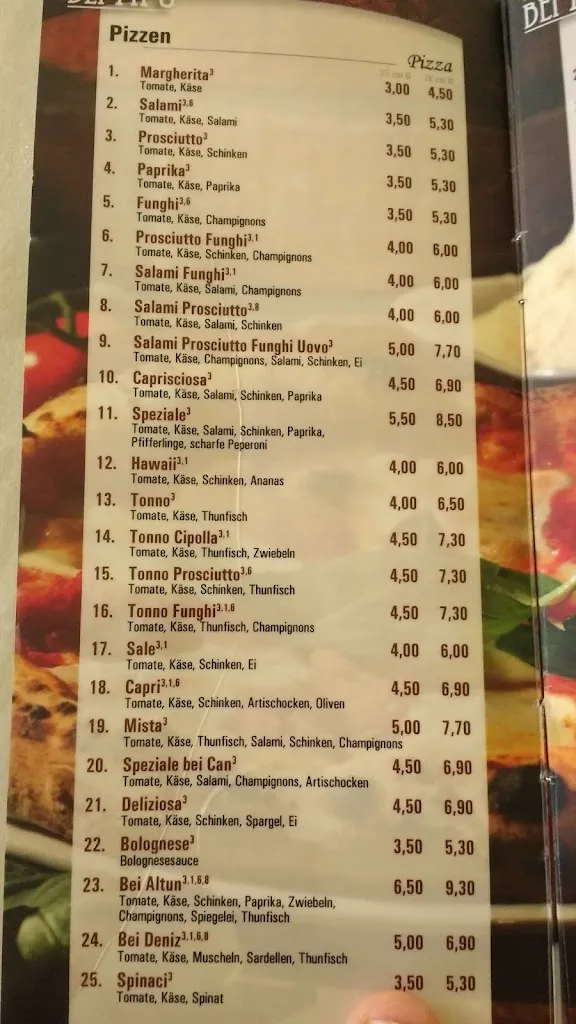 Pizzen
Pizza
1. Margherita3 3,00 4,50
Tomate, Käse
2. Salami3,6 3,50 5,30
Tomate, Käse, Salami
3. Prosciutto3 3,50 5,30
Tomate, Käse, Schinken
4. Paprika3 3,50 5,30
Tomate, Käse, Paprika
5. Funghi3,6 3,50 5,30
Tomate, Käse, Champignons
6. Prosciutto Funghi3,1 4,00 6,00
Tomate, Käse, Schinken, Champignons
7. Salami Funghi3,1 4,00 6,00
Tomate, Käse, Salami, Champignons
8. Salami Prosciutto3,8 4,00 6,00
Tomate, Käse, Salami, Schinken
9. Salami Prosciutto Funghi Uovo3 5,00 7,70
Tomate, Käse, Champignons, Salami, Schinken, Ei
10. Caprisciosa3 4,50 6,90
Tomate, Käse, Salami, Schinken, Paprika
11. Speziale3 5,50 8,50
Tomate, Käse, Salami, Schinken, Paprika,
Pfifferlinge, scharfe Peperoni
12. Hawaii3,1 4,00 6,00
Tomate, Käse, Schinken, Ananas
13. Tonno3 4,00 6,50
Tomate, Käse, Thunfisch
14. Tonno Cipolla3,1 4,50 7,30
Tomate, Käse, Thunfisch, Zwiebeln
15. Tonno Prosciutto3,6 4,50 7,30
Tomate, Käse, Schinken, Thunfisch
16. Tonno Funghi3,1,6 4,50 7,30
Tomate, Käse, Thunfisch, Champignons
17. Sale3,1 4,00 6,00
Tomate, Käse, Schinken, Ei
18. Capri3,1,6 4,50 6,90
Tomate, Käse, Schinken, Artischocken, Oliven
19. Mista3 5,00 7,70
Tomate, Käse, Thunfisch, Salami, Schinken, Champignons
20. Speziale bei Can3 4,50 6,90
Tomate, Käse, Salami, Champignons, Artischocken
21. Deliziosa3 4,50 6,90
Tomate, Käse, Schinken, Spargel, Ei
22. Bolognese3 3,50 5,30
Bolognesesauce
23. Bei Altun3,1,6,8 6,50 9,30
Tomate, Käse, Schinken, Paprika, Zwiebeln,
Champignons, Spiegelei, Thunfisch
24. Bei Deniz3,1,6,8 5,00 6,90
Tomate, Käse, Muscheln, Sardellen, Thunfisch
25. Spinaci3 3,50 5,30
Tomate, Käse, Spinat
BEI